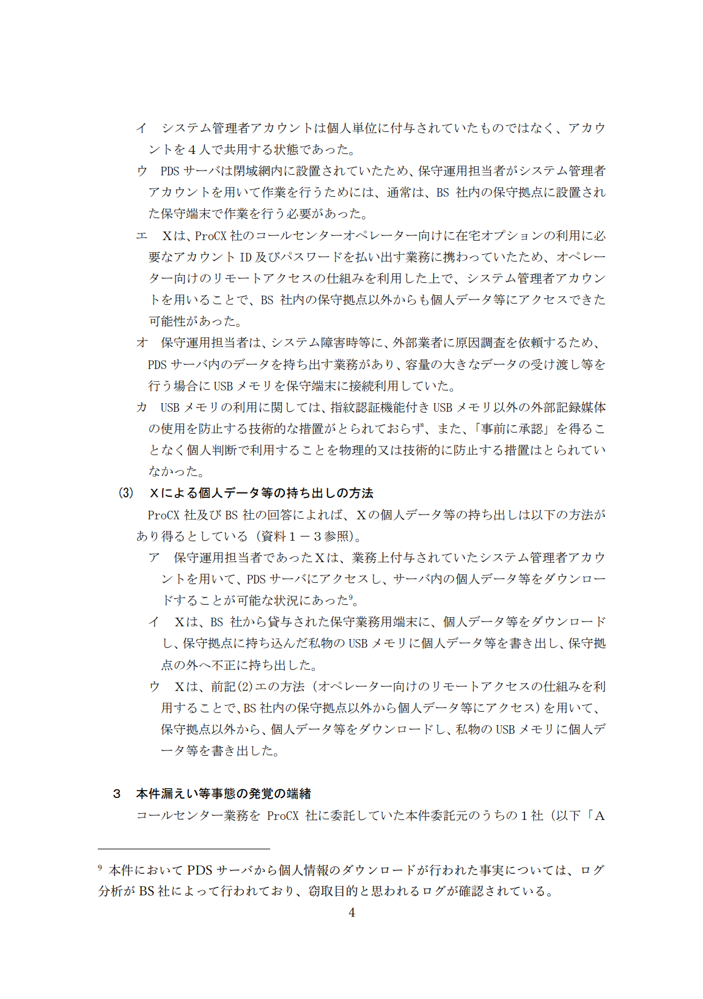 イ　システム管理者アカウントは個人単位に付与されていたものではなく、アカウ
ントを４人で共用する状態であった。
ウ　PDS サーバは閉域網内に設置されていたため、保守運用担当者がシステム管理者
アカウントを用いて作業を行うためには、通常は、BS 社内の保守拠点に設置され
た保守端末で作業を行う必要があった。
エ　Ｘは、ProCX 社のコールセンターオペレーター向けに在宅オプションの利用に必
要なアカウント ID 及びパスワードを払い出す業務に携わっていたため、オペレー
ター向けのリモートアクセスの仕組みを利用した上で、システム管理者アカウン
トを用いることで、BS 社内の保守拠点以外からも個人データ等にアクセスできた
可能性があった。
オ　保守運用担当者は、システム障害時等に、外部業者に原因調査を依頼するため、
PDS サーバ内のデータを持ち出す業務があり、容量の大きなデータの受け渡し等を
行う場合に USB メモリを保守端末に接続利用していた。
カ　USB メモリの利用に関しては、指紋認証機能付き USB メモリ以外の外部記録媒体
の使用を防止する技術的な措置がとられておらず、また、「事前に承認」を得るこ
となく個人判断で利用することを物理的又は技術的に防止する措置はとられてい
なかった。
(3)　Ｘによる個人データ等の持ち出しの方法
ProCX 社及び BS 社の回答によれば、Ｘの個人データ等の持ち出しは以下の方法が
あり得るとしている（資料１－３参照）。
ア　保守運用担当者であったＸは、業務上付与されていたシステム管理者アカウ
ントを用いて、PDS サーバにアクセスし、サーバ内の個人データ等をダウンロー
ドすることが可能な状況にあった⁹。
イ　Ｘは、BS 社から貸与された保守業務用端末に、個人データ等をダウンロード
し、保守拠点に持ち込んだ私物の USB メモリに個人データ等を書き出し、保守拠
点の外へ不正に持ち出した。
ウ　Ｘは、前記(2)エの方法（オペレーター向けのリモートアクセスの仕組みを利
用することで、BS 社内の保守拠点以外から個人データ等にアクセス）を用いて、
保守拠点以外から、個人データ等をダウンロードし、私物の USB メモリに個人デ
ータ等を書き出した。
３　本件漏えい等事態の発覚の端緒
コールセンター業務を ProCX 社に委託していた本件委託元のうちの１社（以下「Ａ
⁹ 本件において PDS サーバから個人情報のダウンロードが行われた事実については、ログ
分析が BS 社によって行われており、窃取目的と思われるログが確認されている。
4